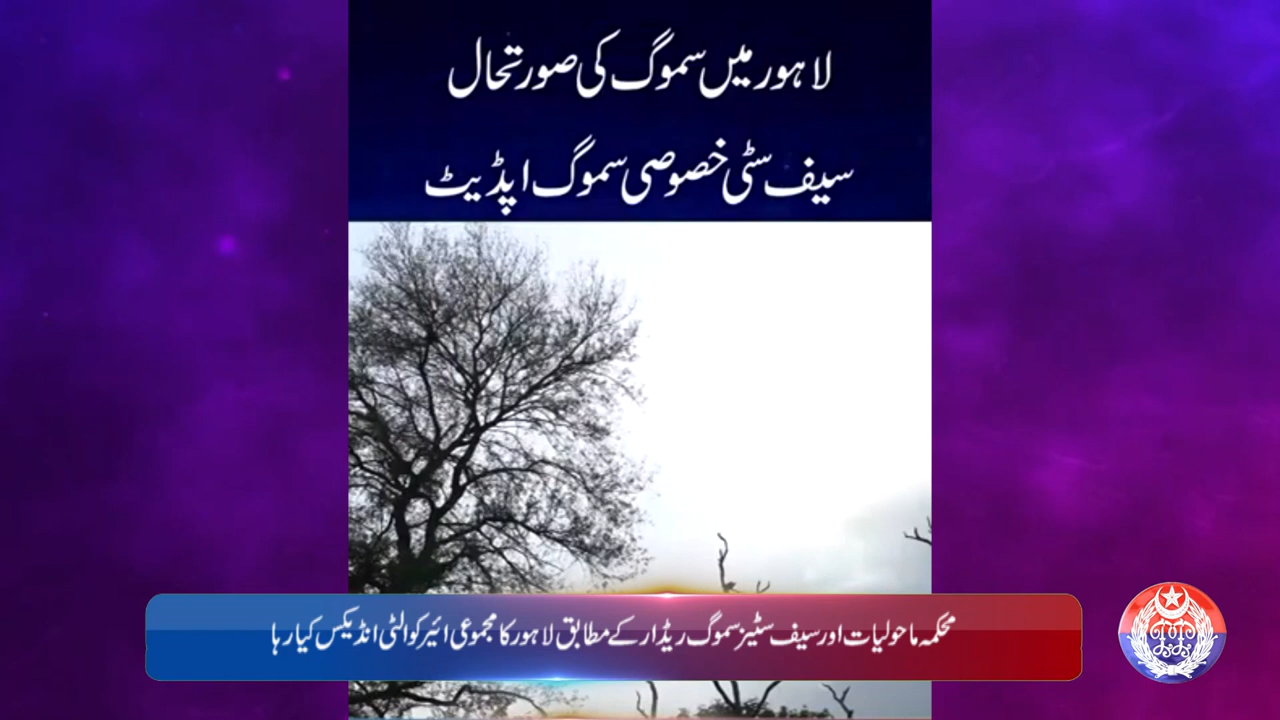 لاہور میں سموگ کی صورتحال
سیف سٹی خصوصی سموگ اپڈیٹ
محکمہ ماحولیات اور سیف سٹیز سموگ ریڈار کے مطابق لاہور کا مجموعی ائیر کوالٹی انڈیکس کیا رہا